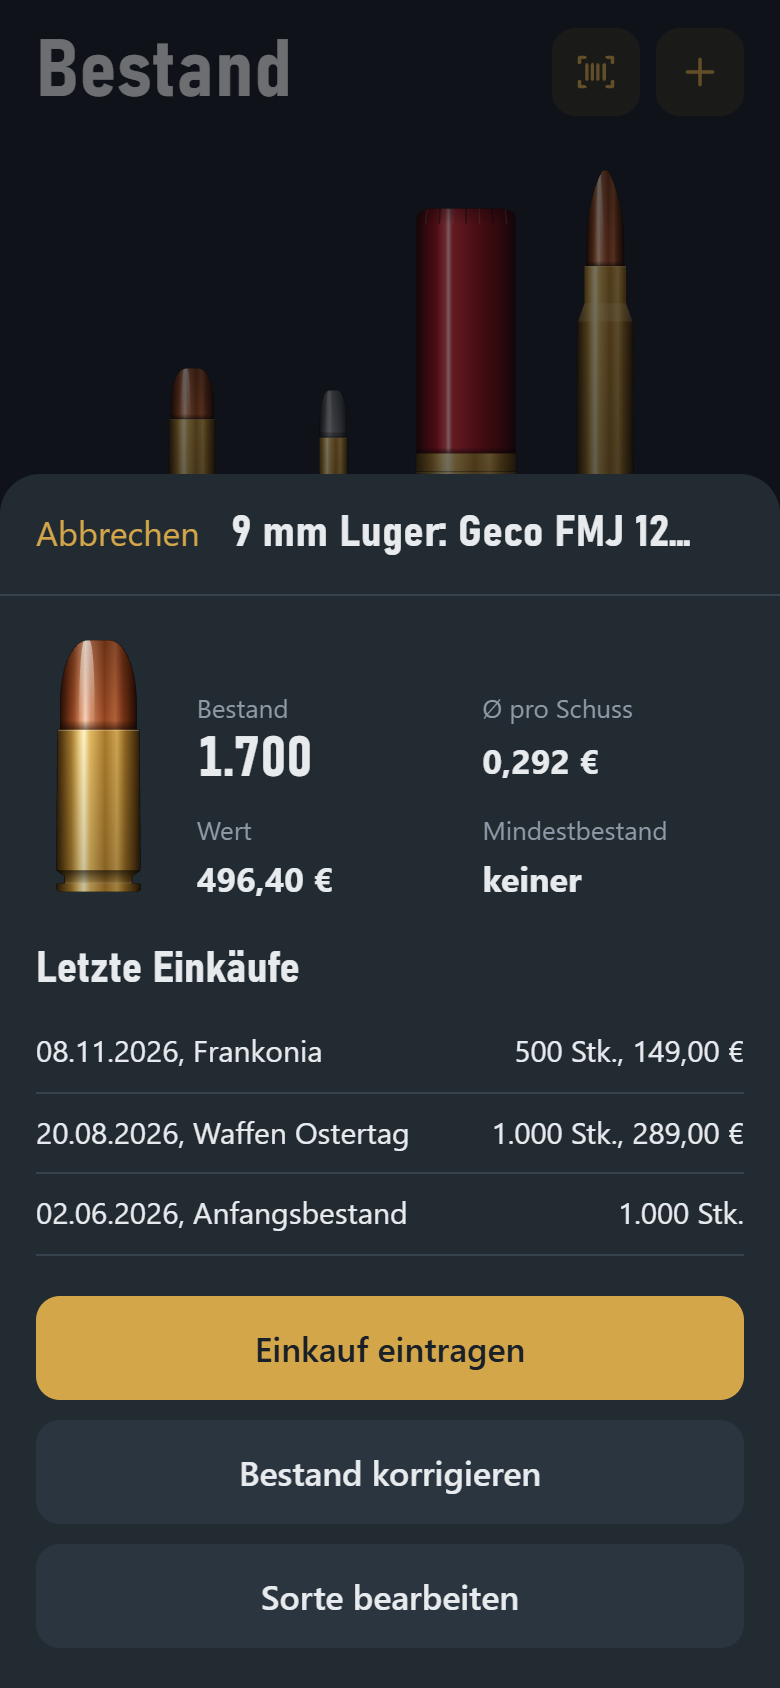 Bestand
Abbrechen
9 mm Luger: Geco FMJ 12…
Bestand
Ø pro Schuss
1.700
0,292 €
Wert
Mindestbestand
496,40 €
keiner
Letzte Einkäufe
08.11.2026, Frankonia
500 Stk., 149,00 €
20.08.2026, Waffen Ostertag
1.000 Stk., 289,00 €
02.06.2026, Anfangsbestand
1.000 Stk.
Einkauf eintragen
Bestand korrigieren
Sorte bearbeiten